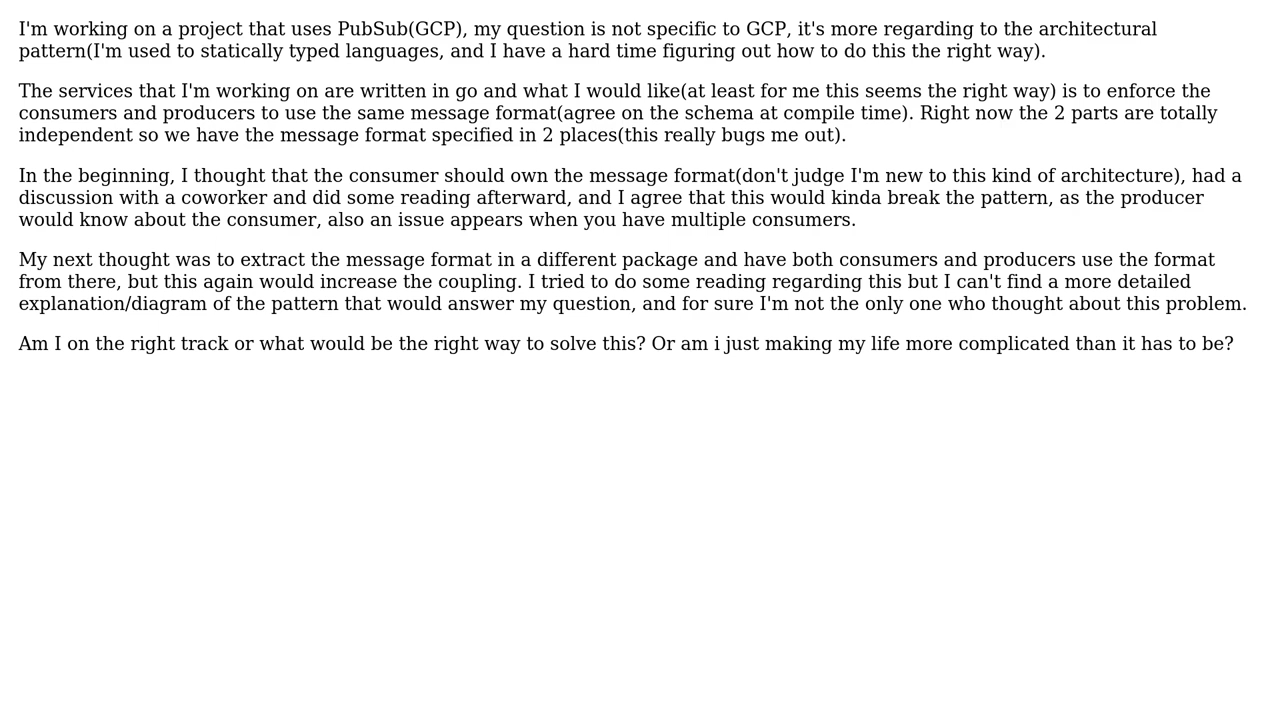 I'm working on a project that uses PubSub(GCP), my question is not specific to GCP, it's more regarding to the architectural
pattern(I'm used to statically typed languages, and I have a hard time figuring out how to do this the right way).
The services that I'm working on are written in go and what I would like(at least for me this seems the right way) is to enforce the
consumers and producers to use the same message format(agree on the schema at compile time). Right now the 2 parts are totally
independent so we have the message format specified in 2 places(this really bugs me out).
In the beginning, I thought that the consumer should own the message format(don't judge I'm new to this kind of architecture), had a
discussion with a coworker and did some reading afterward, and I agree that this would kinda break the pattern, as the producer
would know about the consumer, also an issue appears when you have multiple consumers.
My next thought was to extract the message format in a different package and have both consumers and producers use the format
from there, but this again would increase the coupling. I tried to do some reading regarding this but I can't find a more detailed
explanation/diagram of the pattern that would answer my question, and for sure I'm not the only one who thought about this problem.
Am I on the right track or what would be the right way to solve this? Or am i just making my life more complicated than it has to be?